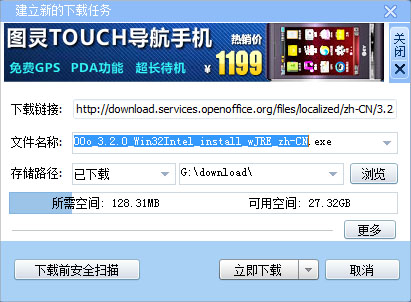 建立新的下载任务
图灵TOUCH导航手机 热销价
免费GPS PDA功能 超长待机 ¥1199
关闭
X
下载链接: http://download.services.openoffice.org/files/localized/zh-CN/3.2
文件名称: OOo_3.2.0_Win32Intel_install_wJRE_zh-CN.exe
存储路径: 已下载 G:\download\ 浏览
所需空间: 128.31MB 可用空间: 27.32GB
更多
下载前安全扫描 立即下载 取消